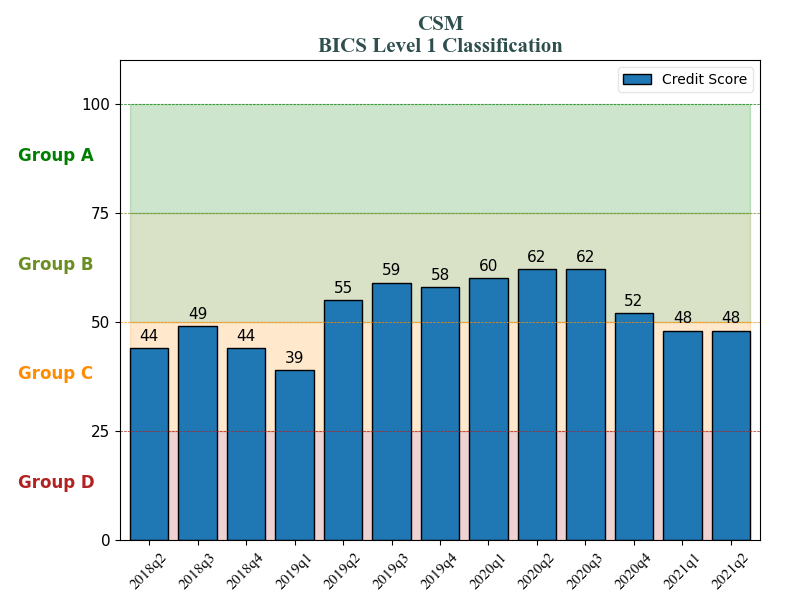 CSM
BICS Level 1 Classification
Credit Score
100
Group A
75
Group B
62 62
60
59 58
55
52
50
49
48 48
44 44
39
Group C
25
Group D
0
2018q2 2018q3 2018q4 2019q1 2019q2 2019q3 2019q4 2020q1 2020q2 2020q3 2020q4 2021q1 2021q2